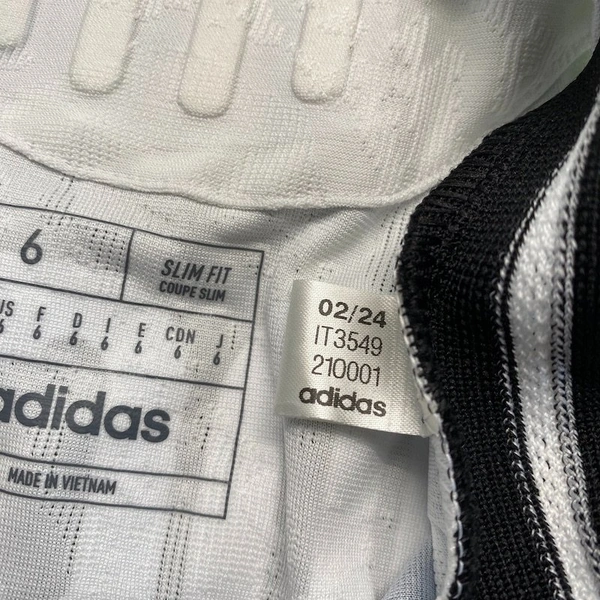 6
SLIM FIT
COUPE SLIM
US F D I E CDN J
6 6 6 6 6 6 6
adidas
MADE IN VIETNAM
02/24
IT3549
210001
adidas